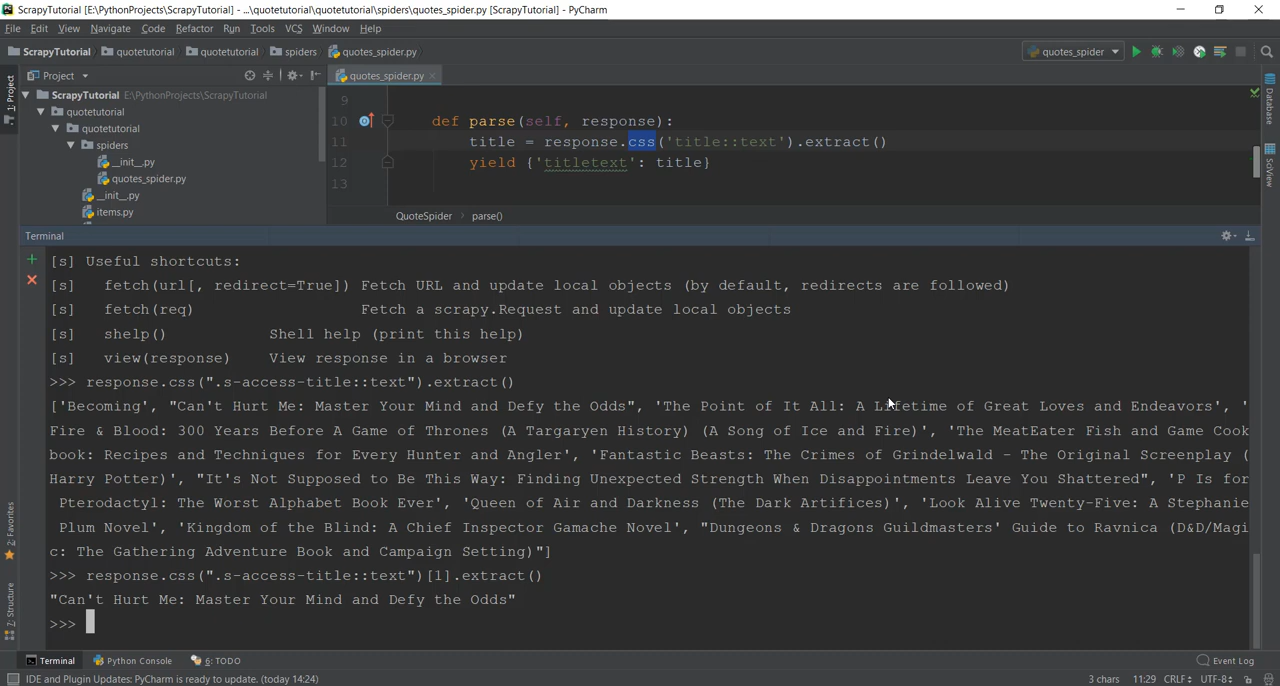 ScrapyTutorial [E:\PythonProjects\ScrapyTutorial] - ...\quotetutorial\quotetutorial\spiders\quotes_spider.py [ScrapyTutorial] - PyCharm
File Edit View Navigate Code Refactor Run Tools VCS Window Help
ScrapyTutorial quotetutorial quotetutorial spiders quotes_spider.py quotes_spider
1: Project
Project
quotes_spider.py
ScrapyTutorial E:\PythonProjects\ScrapyTutorial
quotetutorial
quotetutorial
spiders
__init__.py
quotes_spider.py
__init__.py
items.py
9
10 def parse(self, response):
11 title = response.css('title::text').extract()
12 yield {'titletext': title}
13
QuoteSpider > parse()
Database
SciView
Terminal
[s] Useful shortcuts:
[s] fetch(url[, redirect=True]) Fetch URL and update local objects (by default, redirects are followed)
[s] fetch(req) Fetch a scrapy.Request and update local objects
[s] shelp() Shell help (print this help)
[s] view(response) View response in a browser
>>> response.css(".s-access-title::text").extract()
['Becoming', "Can't Hurt Me: Master Your Mind and Defy the Odds", 'The Point of It All: A Lifetime of Great Loves and Endeavors', '
Fire & Blood: 300 Years Before A Game of Thrones (A Targaryen History) (A Song of Ice and Fire)', 'The MeatEater Fish and Game Cook
book: Recipes and Techniques for Every Hunter and Angler', 'Fantastic Beasts: The Crimes of Grindelwald - The Original Screenplay (
Harry Potter)', "It's Not Supposed to Be This Way: Finding Unexpected Strength When Disappointments Leave You Shattered", 'P Is for
Pterodactyl: The Worst Alphabet Book Ever', 'Queen of Air and Darkness (The Dark Artifices)', 'Look Alive Twenty-Five: A Stephanie
Plum Novel', 'Kingdom of the Blind: A Chief Inspector Gamache Novel', "Dungeons & Dragons Guildmasters' Guide to Ravnica (D&D/Magi
c: The Gathering Adventure Book and Campaign Setting)"]
>>> response.css(".s-access-title::text")[1].extract()
"Can't Hurt Me: Master Your Mind and Defy the Odds"
>>>
2: Favorites
7: Structure
Terminal Python Console 6: TODO Event Log
IDE and Plugin Updates: PyCharm is ready to update. (today 14:24) 3 chars 11:29 CRLF UTF-8